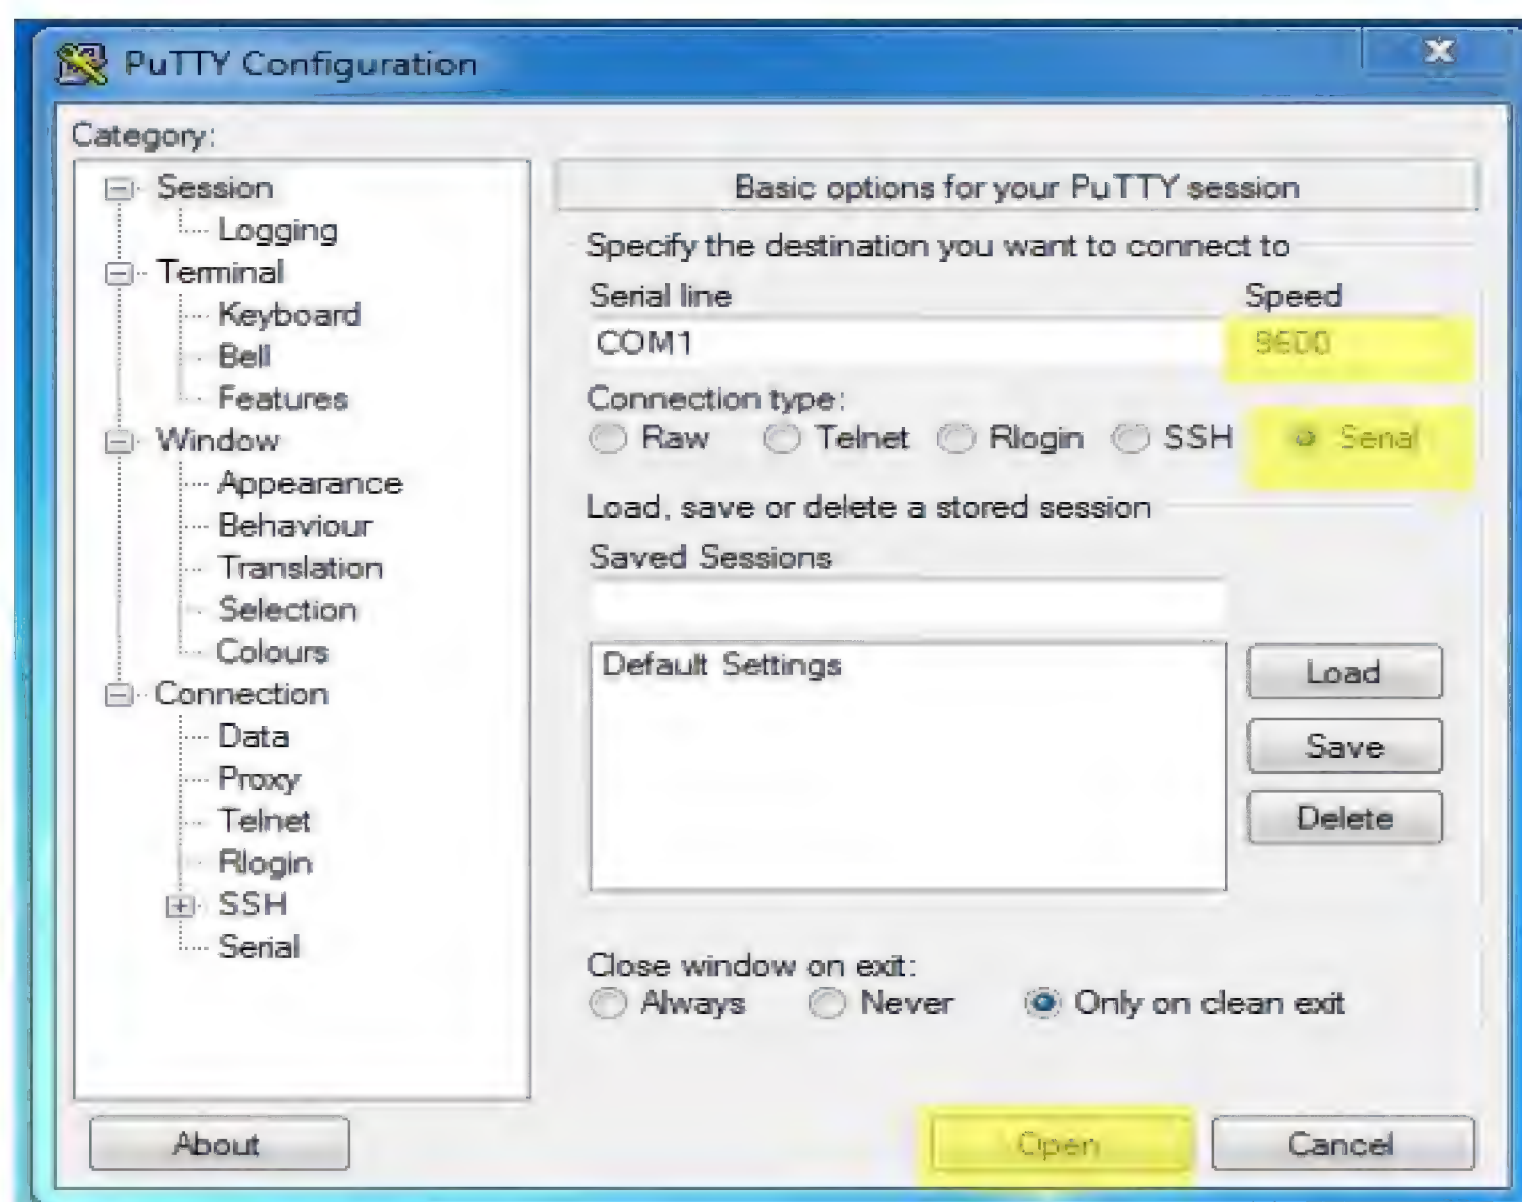 PuTTY Configuration
Category:
Session
Logging
Terminal
Keyboard
Bell
Features
Window
Appearance
Behaviour
Translation
Selection
Colours
Connection
Data
Proxy
Telnet
Rlogin
SSH
Serial
Basic options for your PuTTY session
Specify the destination you want to connect to
Serial line Speed
COM1 9600
Connection type:
Raw Telnet Rlogin SSH Serial
Load, save or delete a stored session
Saved Sessions
Default Settings
Load
Save
Delete
Close window on exit:
Always Never Only on clean exit
About Open Cancel